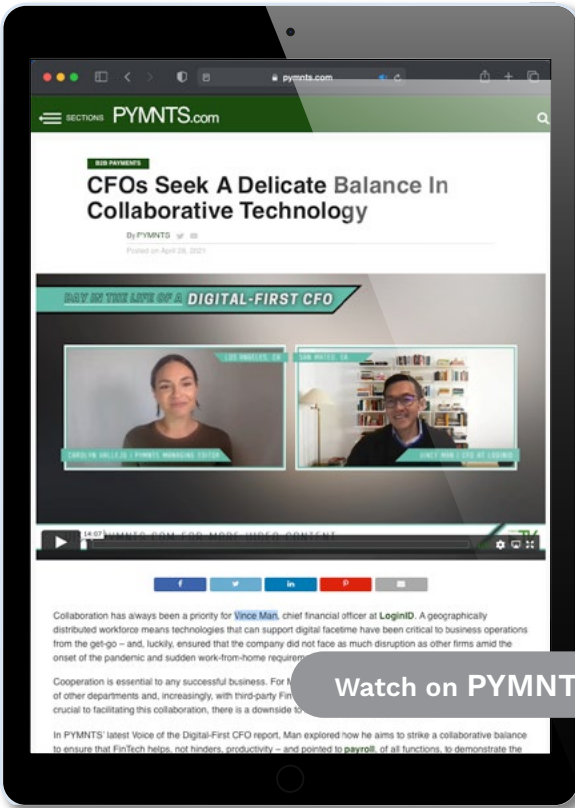 pymnts.com
SECTIONS PYMNTS.com
B2B PAYMENTS
CFOs Seek A Delicate Balance In
Collaborative Technology
By PYMNTS
Posted on April 28, 2021
DAY IN THE LIFE OF A DIGITAL-FIRST CFO
LOS ANGELES, CA
SAN MATEO, CA
PYMNTS MANAGING EDITOR
VINCE MAN | CFO AT LOGINID
14:07
COM FOR MORE VIDEO CONTENT
TV
Collaboration has always been a priority for Vince Man, chief financial officer at LoginID. A geographically
distributed workforce means technologies that can support digital facetime have been critical to business operations
from the get-go – and, luckily, ensured that the company did not face as much disruption as other firms amid the
onset of the pandemic and sudden work-from-home
Cooperation is essential to any successful business. For
of other departments and, increasingly, with third-party
crucial to facilitating this collaboration, there is a downside
Watch on PYMNT
In PYMNTS' latest Voice of the Digital-First CFO report, Man explored how he aims to strike a collaborative balance
to ensure that FinTech helps, not hinders, productivity – and pointed to payroll, of all functions, to demonstrate the